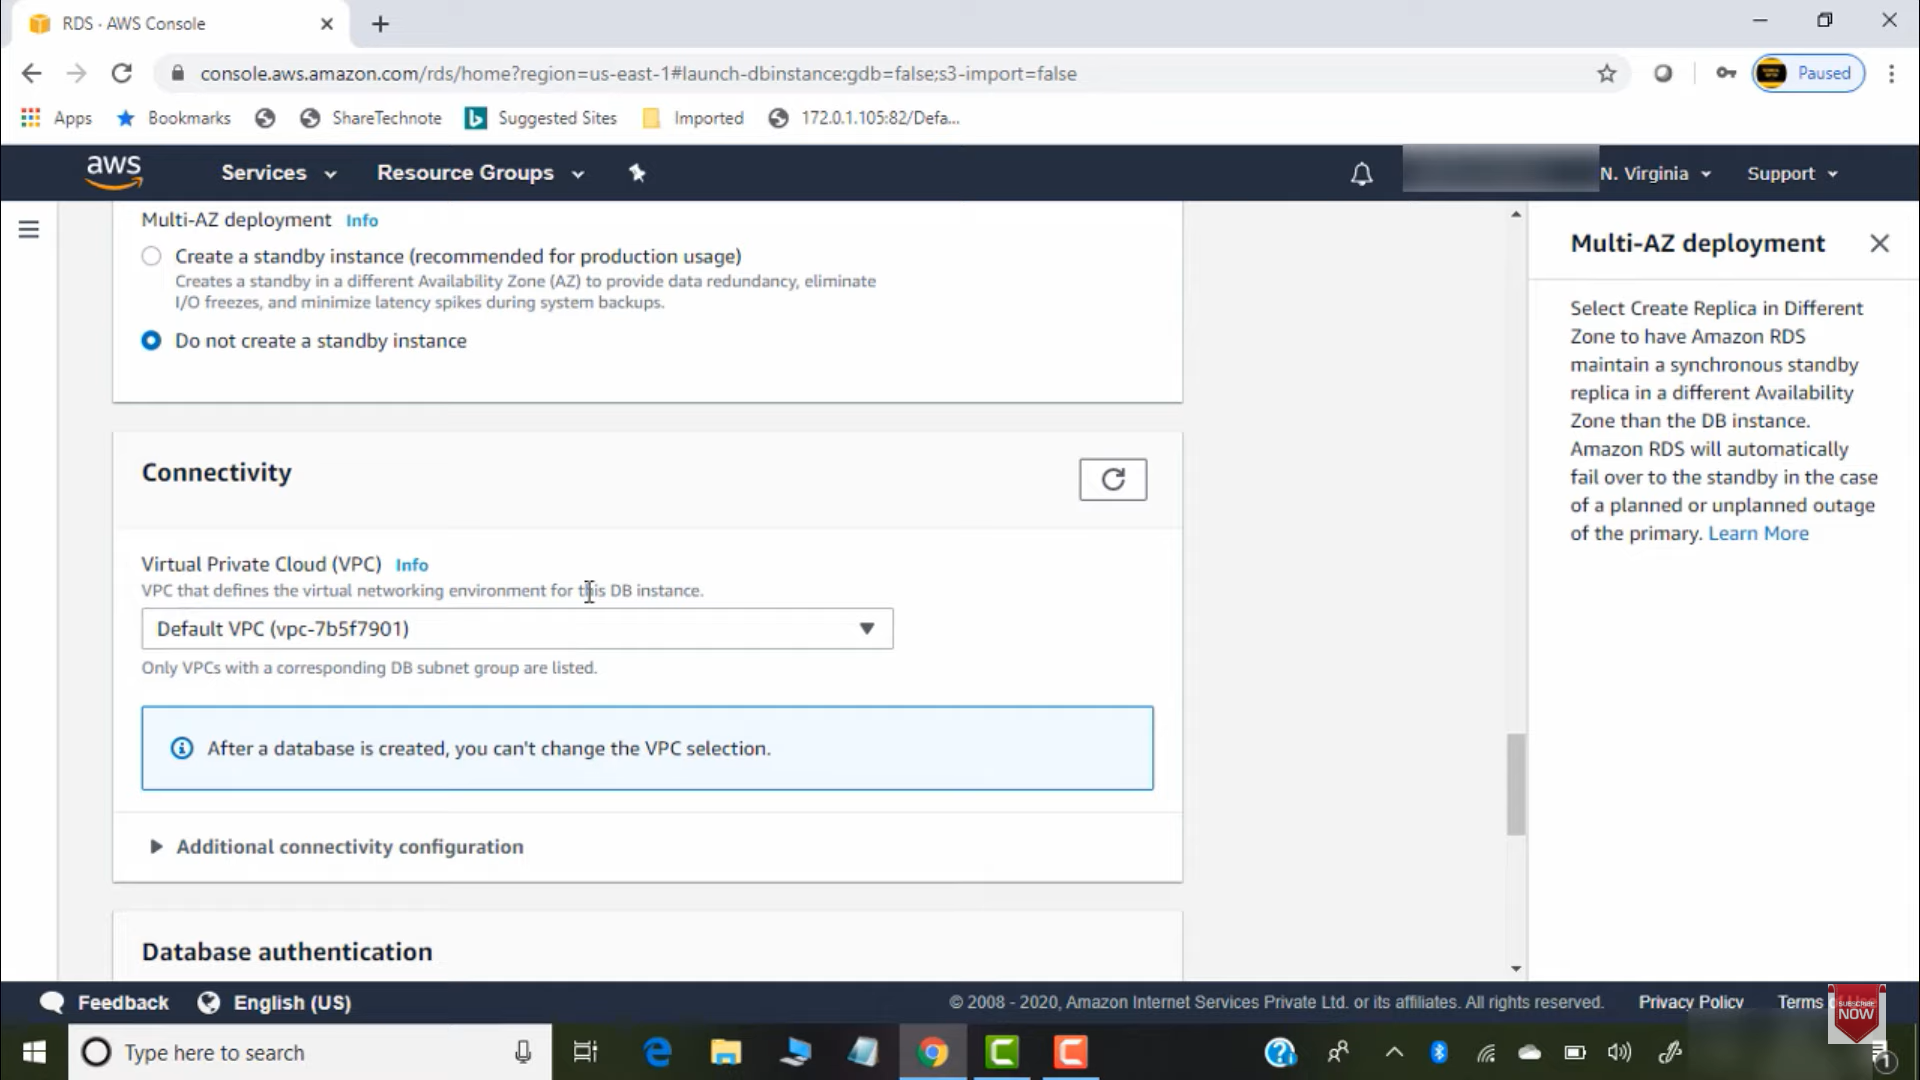 RDS - AWS Console
console.aws.amazon.com/rds/home?region=us-east-1#launch-dbinstance:gdb=false;s3-import=false
Paused
Apps
Bookmarks
ShareTechnote
Suggested Sites
Imported
172.0.1.105:82/Defa...
aws
Services
Resource Groups
N. Virginia
Support
Multi-AZ deployment Info
Create a standby instance (recommended for production usage)
Creates a standby in a different Availability Zone (AZ) to provide data redundancy, eliminate
I/O freezes, and minimize latency spikes during system backups.
Do not create a standby instance
Connectivity
Virtual Private Cloud (VPC) Info
VPC that defines the virtual networking environment for this DB instance.
Default VPC (vpc-7b5f7901)
Only VPCs with a corresponding DB subnet group are listed.
After a database is created, you can't change the VPC selection.
Additional connectivity configuration
Database authentication
Multi-AZ deployment
Select Create Replica in Different
Zone to have Amazon RDS
maintain a synchronous standby
replica in a different Availability
Zone than the DB instance.
Amazon RDS will automatically
fail over to the standby in the case
of a planned or unplanned outage
of the primary. Learn More
Feedback
English (US)
© 2008 - 2020, Amazon Internet Services Private Ltd. or its affiliates. All rights reserved.
Privacy Policy
Terms
SUBSCRIBE
NOW
Type here to search
1